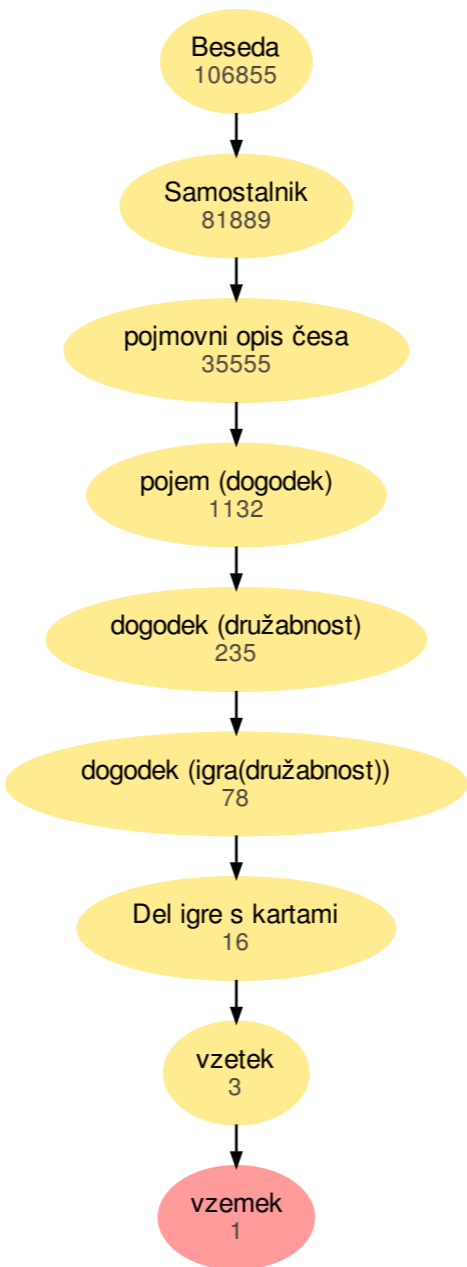 Beseda
106855
Samostalnik
81889
pojmovni opis česa
35555
pojem (dogodek)
1132
dogodek (družabnost)
235
dogodek (igra(družabnost))
78
Del igre s kartami
16
vzetek
3
vzemek
1